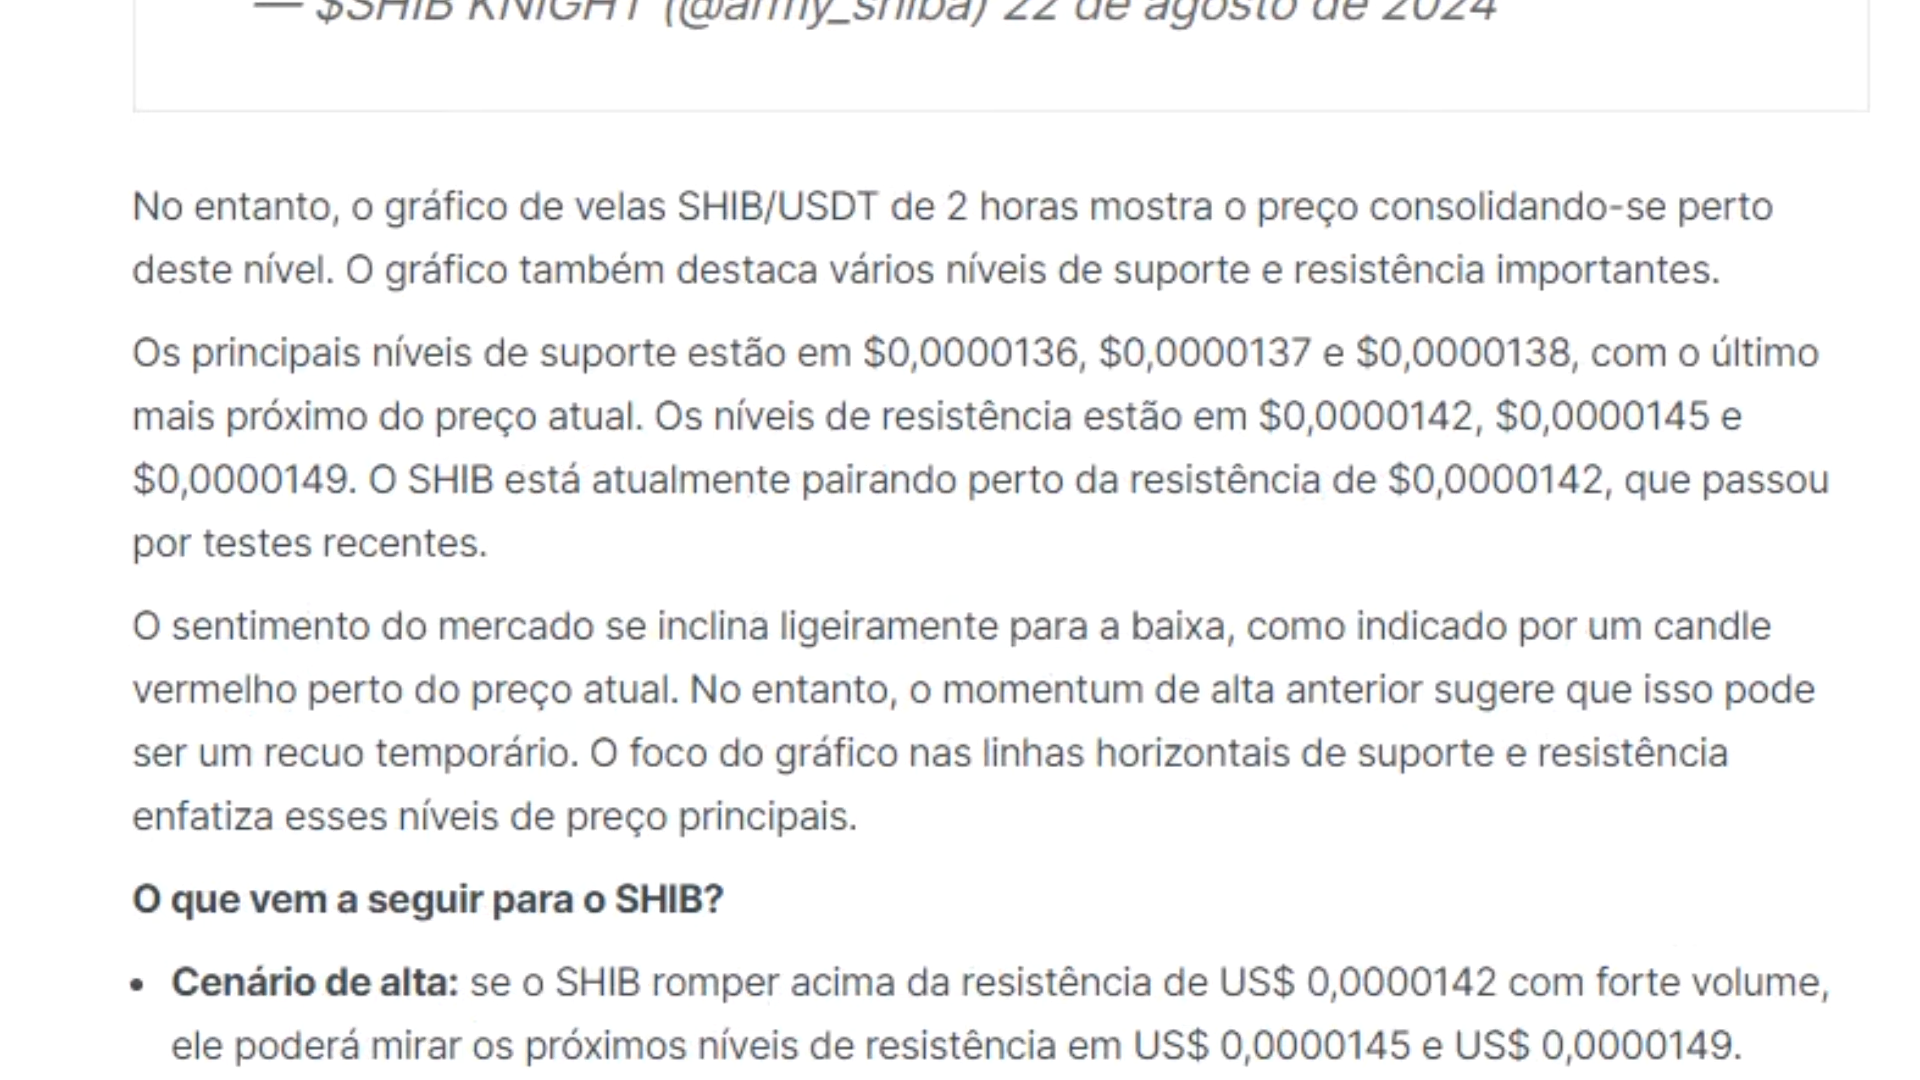 — $SHIB KNIGHT (@army_shiba) 22 de agosto de 2024
No entanto, o gráfico de velas SHIB/USDT de 2 horas mostra o preço consolidando-se perto
deste nível. O gráfico também destaca vários níveis de suporte e resistência importantes.
Os principais níveis de suporte estão em $0,0000136, $0,0000137 e $0,0000138, com o último
mais próximo do preço atual. Os níveis de resistência estão em $0,0000142, $0,0000145 e
$0,0000149. O SHIB está atualmente pairando perto da resistência de $0,0000142, que passou
por testes recentes.
O sentimento do mercado se inclina ligeiramente para a baixa, como indicado por um candle
vermelho perto do preço atual. No entanto, o momentum de alta anterior sugere que isso pode
ser um recuo temporário. O foco do gráfico nas linhas horizontais de suporte e resistência
enfatiza esses níveis de preço principais.
O que vem a seguir para o SHIB?
• Cenário de alta: se o SHIB romper acima da resistência de US$ 0,0000142 com forte volume,
ele poderá mirar os próximos níveis de resistência em US$ 0,0000145 e US$ 0,0000149.